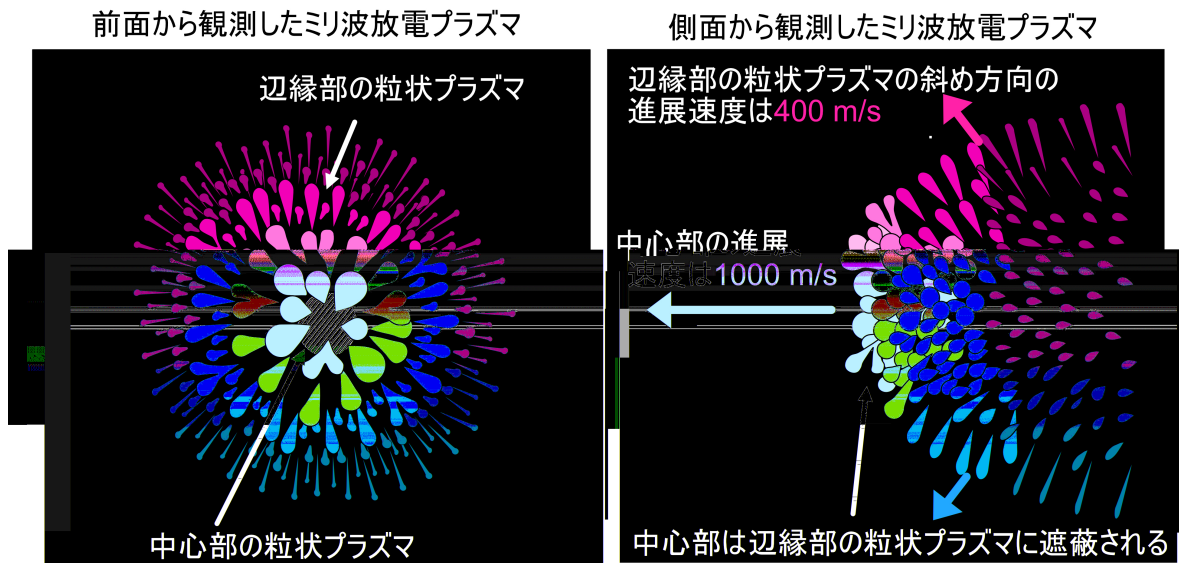 前面から観測したミリ波放電プラズマ
辺縁部の粒状プラズマ
中心部の粒状プラズマ
側面から観測したミリ波放電プラズマ
辺縁部の粒状プラズマの斜め方向の
進展速度は400 m/s
中心部の進展
速度は1000 m/s
中心部は辺縁部の粒状プラズマに遮蔽される